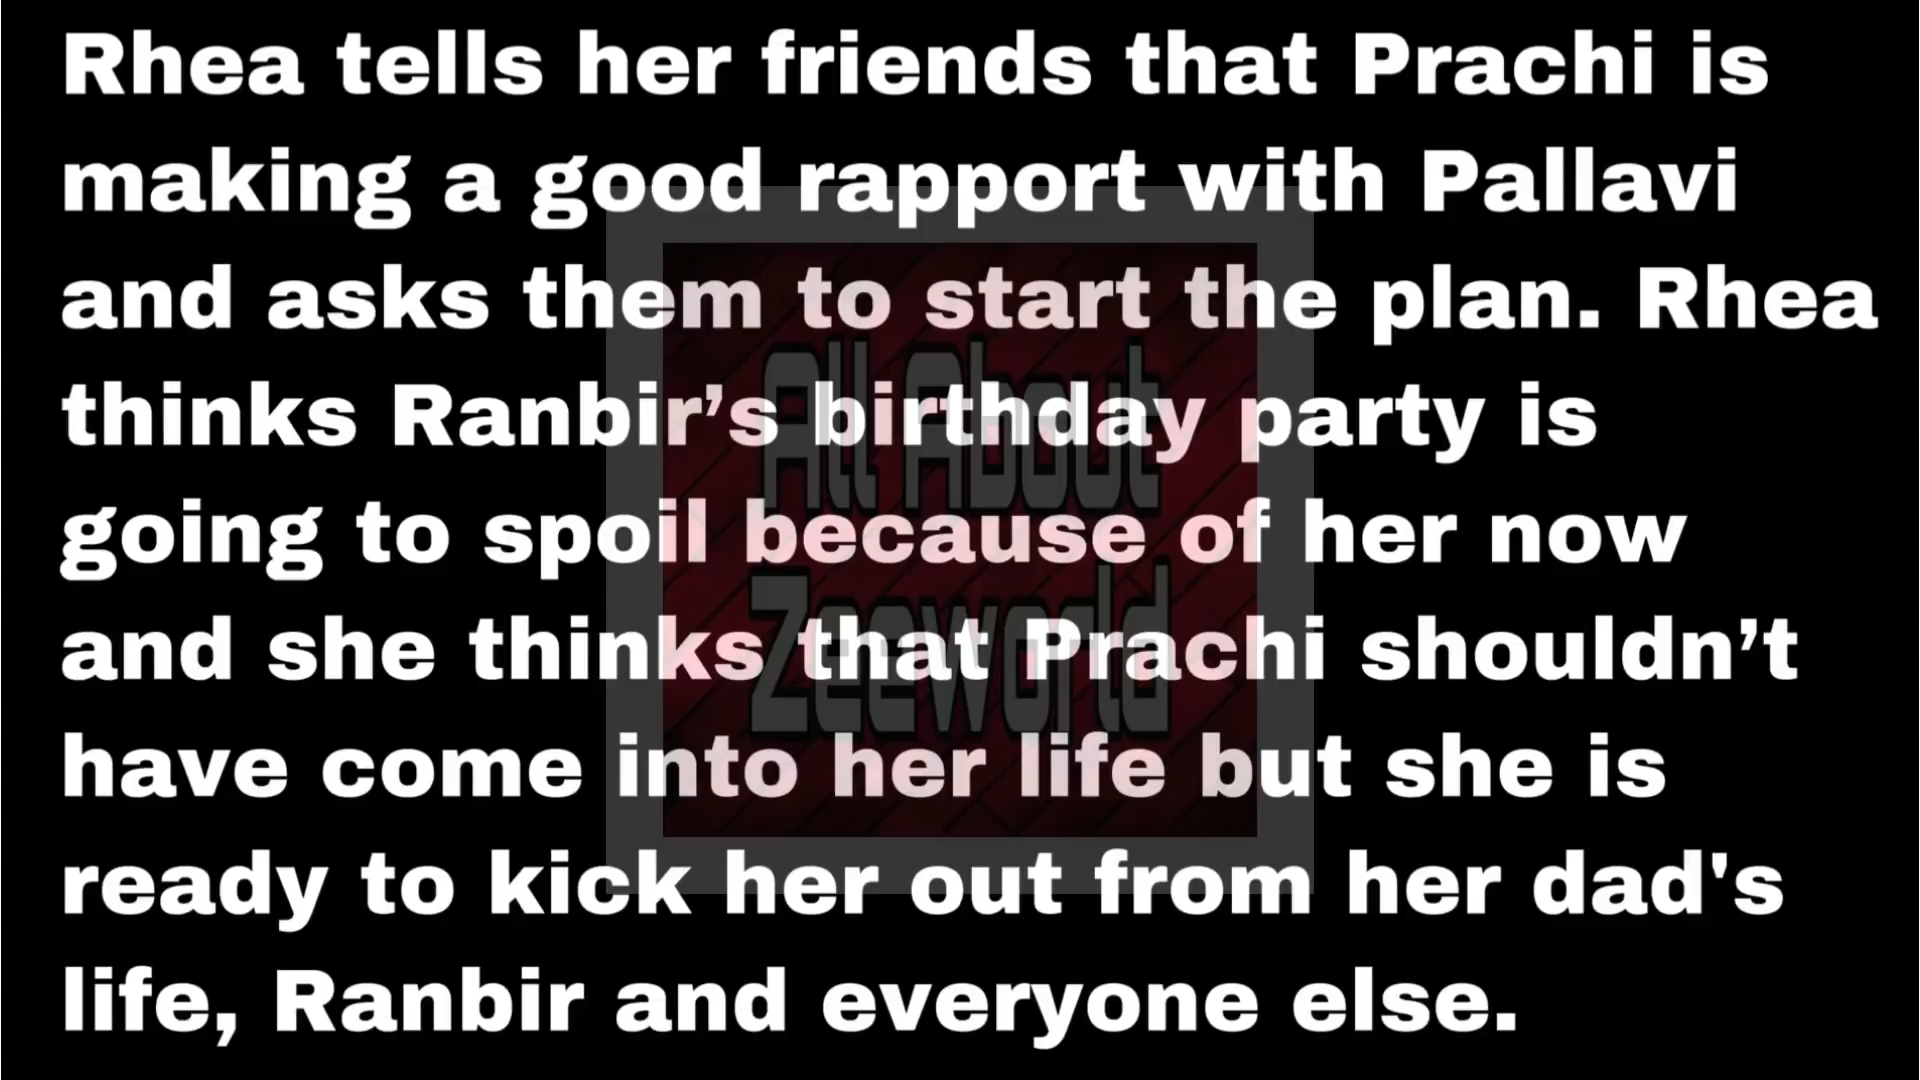 Rhea tells her friends that Prachi is
making a good rapport with Pallavi
and asks them to start the plan. Rhea
thinks Ranbir’s birthday party is
going to spoil because of her now
and she thinks that Prachi shouldn’t
have come into her life but she is
ready to kick her out from her dad's
life, Ranbir and everyone else.
All About
Zeeworld